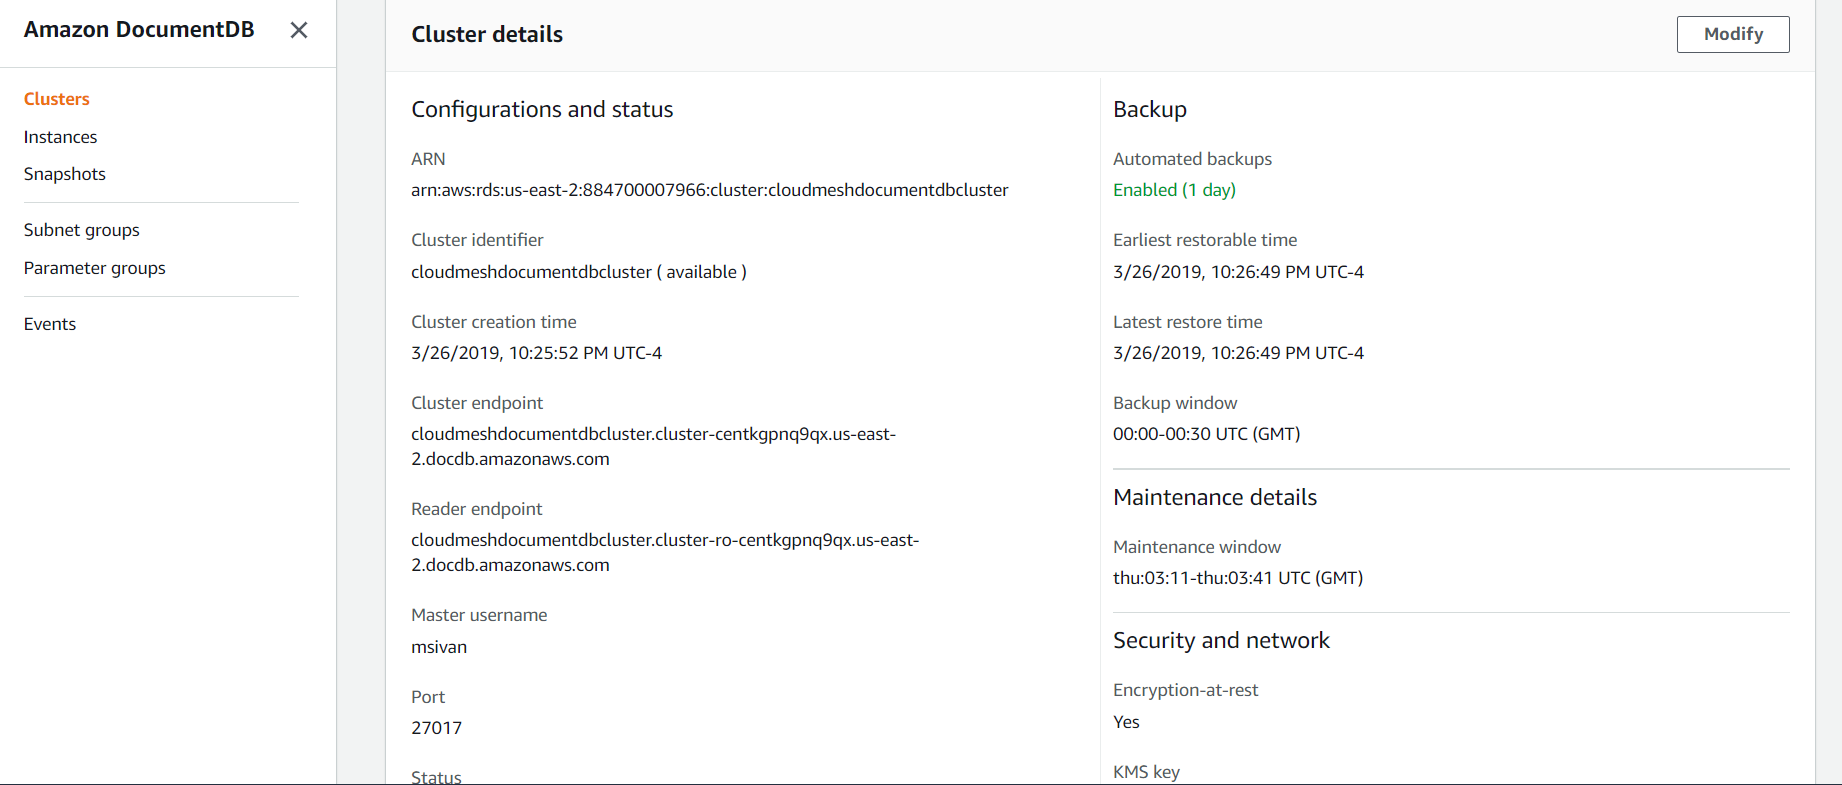 Amazon DocumentDB
Clusters
Instances
Snapshots
Subnet groups
Parameter groups
Events
Cluster details
Modify
Configurations and status
ARN
arn:aws:rds:us-east-2:884700007966:cluster:cloudmeshdocumentdbcluster
Cluster identifier
cloudmeshdocumentdbcluster ( available )
Cluster creation time
3/26/2019, 10:25:52 PM UTC-4
Cluster endpoint
cloudmeshdocumentdbcluster.cluster-centkgpnq9qx.us-east-
2.docdb.amazonaws.com
Reader endpoint
cloudmeshdocumentdbcluster.cluster-ro-centkgpnq9qx.us-east-
2.docdb.amazonaws.com
Master username
msivan
Port
27017
Status
Backup
Automated backups
Enabled (1 day)
Earliest restorable time
3/26/2019, 10:26:49 PM UTC-4
Latest restore time
3/26/2019, 10:26:49 PM UTC-4
Backup window
00:00-00:30 UTC (GMT)
Maintenance details
Maintenance window
thu:03:11-thu:03:41 UTC (GMT)
Security and network
Encryption-at-rest
Yes
KMS key